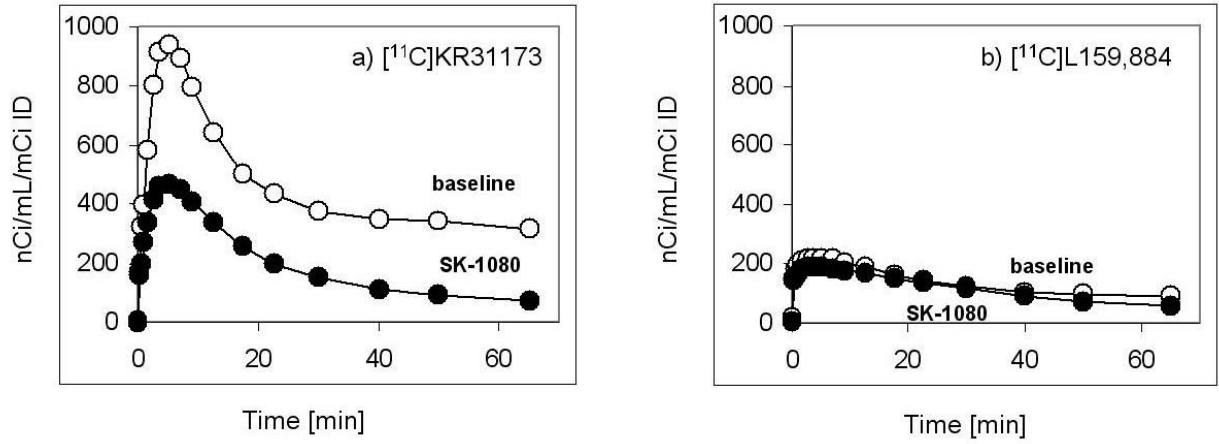 nCi/mL/mCi ID
1000
800
600
400
200
0
a) [¹¹C]KR31173
baseline
SK-1080
0 20 40 60
Time [min]
nCi/mL/mCi ID
1000
800
600
400
200
0
b) [¹¹C]L159,884
baseline
SK-1080
0 20 40 60
Time [min]